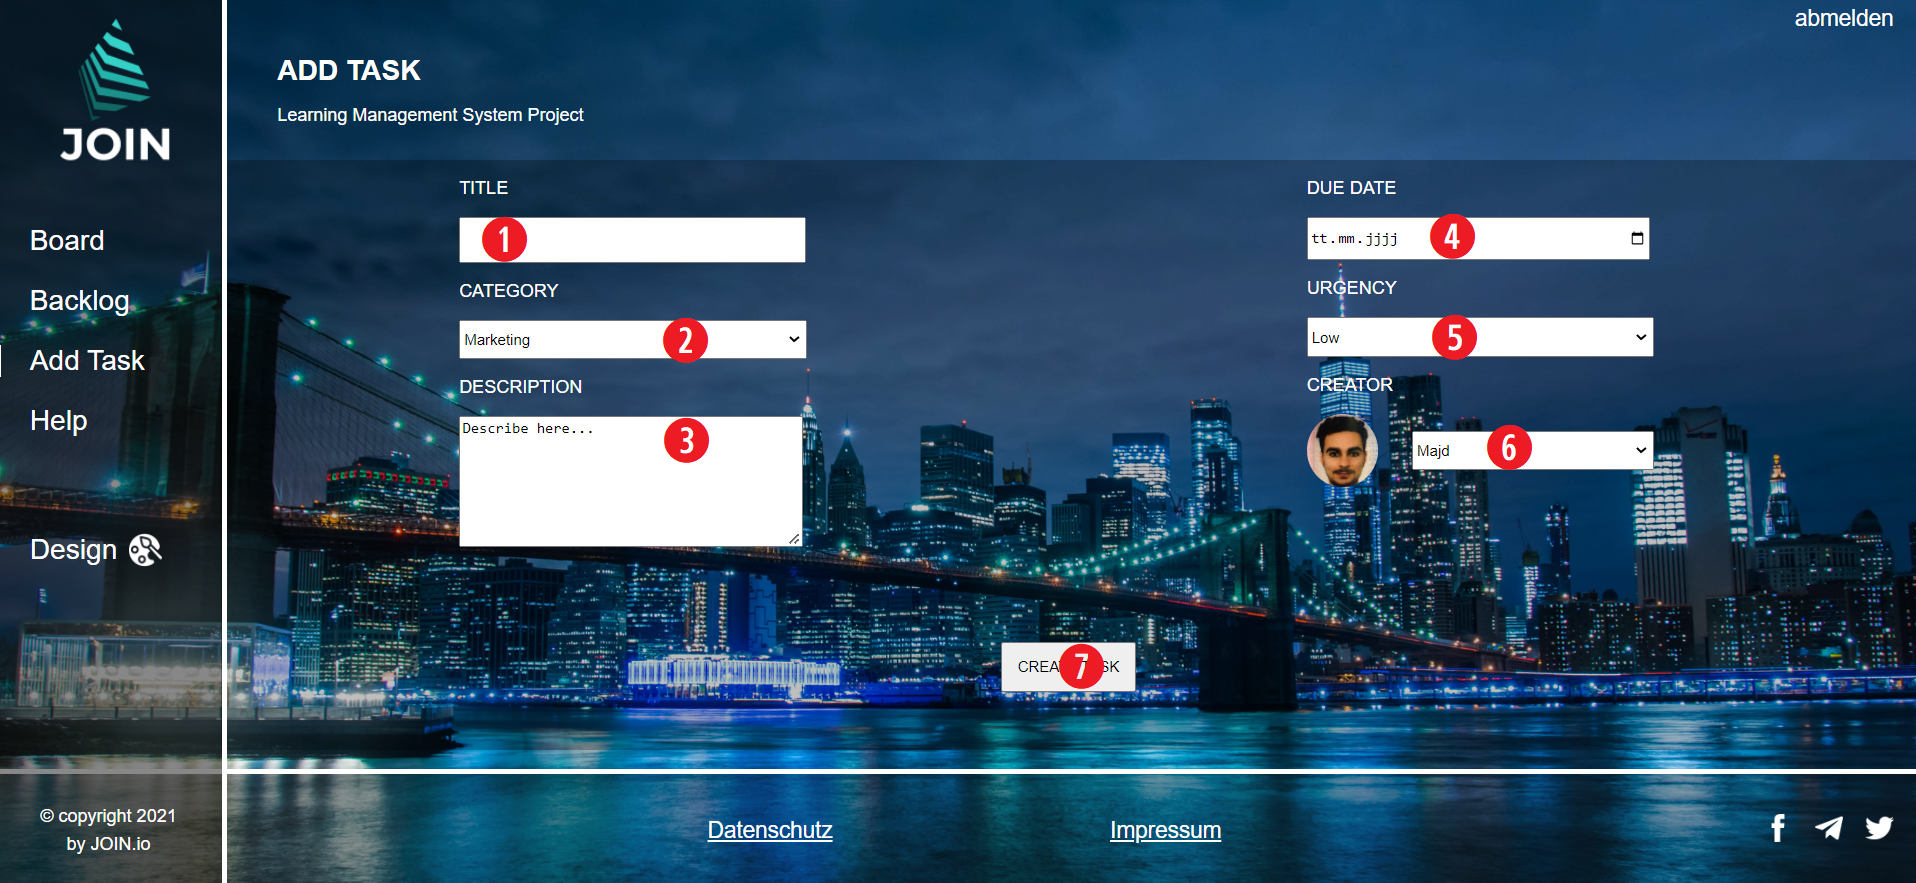 JOIN
Board
Backlog
Add Task
Help
Design
© copyright 2021
by JOIN.io
abmelden
ADD TASK
Learning Management System Project
TITLE
1
CATEGORY
Marketing
2
DESCRIPTION
Describe here...
3
DUE DATE
tt.mm.jjjj
4
URGENCY
Low
5
CREATOR
Majd
6
7
Datenschutz
Impressum